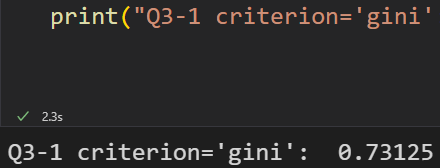 print("Q3-1 criterion='gini'
2.3s
Q3-1 criterion='gini':  0.73125